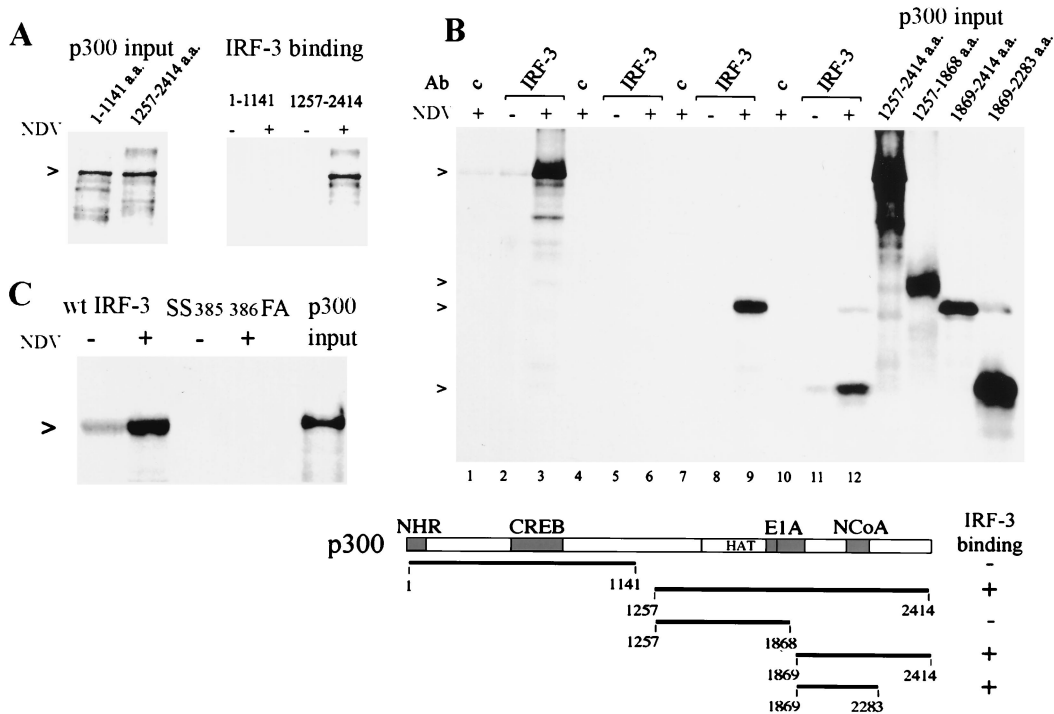 A
p300 input
1-1141 a.a.
1257-2414 a.a.
IRF-3 binding
1-1141 1257-2414
NDV - + - +
>
B
p300 input
Ab c IRF-3 c IRF-3 c IRF-3 c IRF-3
1257-2414 a.a.
1257-1868 a.a.
1869-2414 a.a.
1869-2283 a.a.
NDV + - + + - + + - + + - +
>
>
>
>
1 2 3 4 5 6 7 8 9 10 11 12
C
wt IRF-3 SS385 386FA p300 input
NDV - + - +
>
NHR CREB E1A NCoA IRF-3 binding
p300 HAT
1 1141 -
1257 2414 +
1257 1868 -
1869 2414 +
1869 2283 +